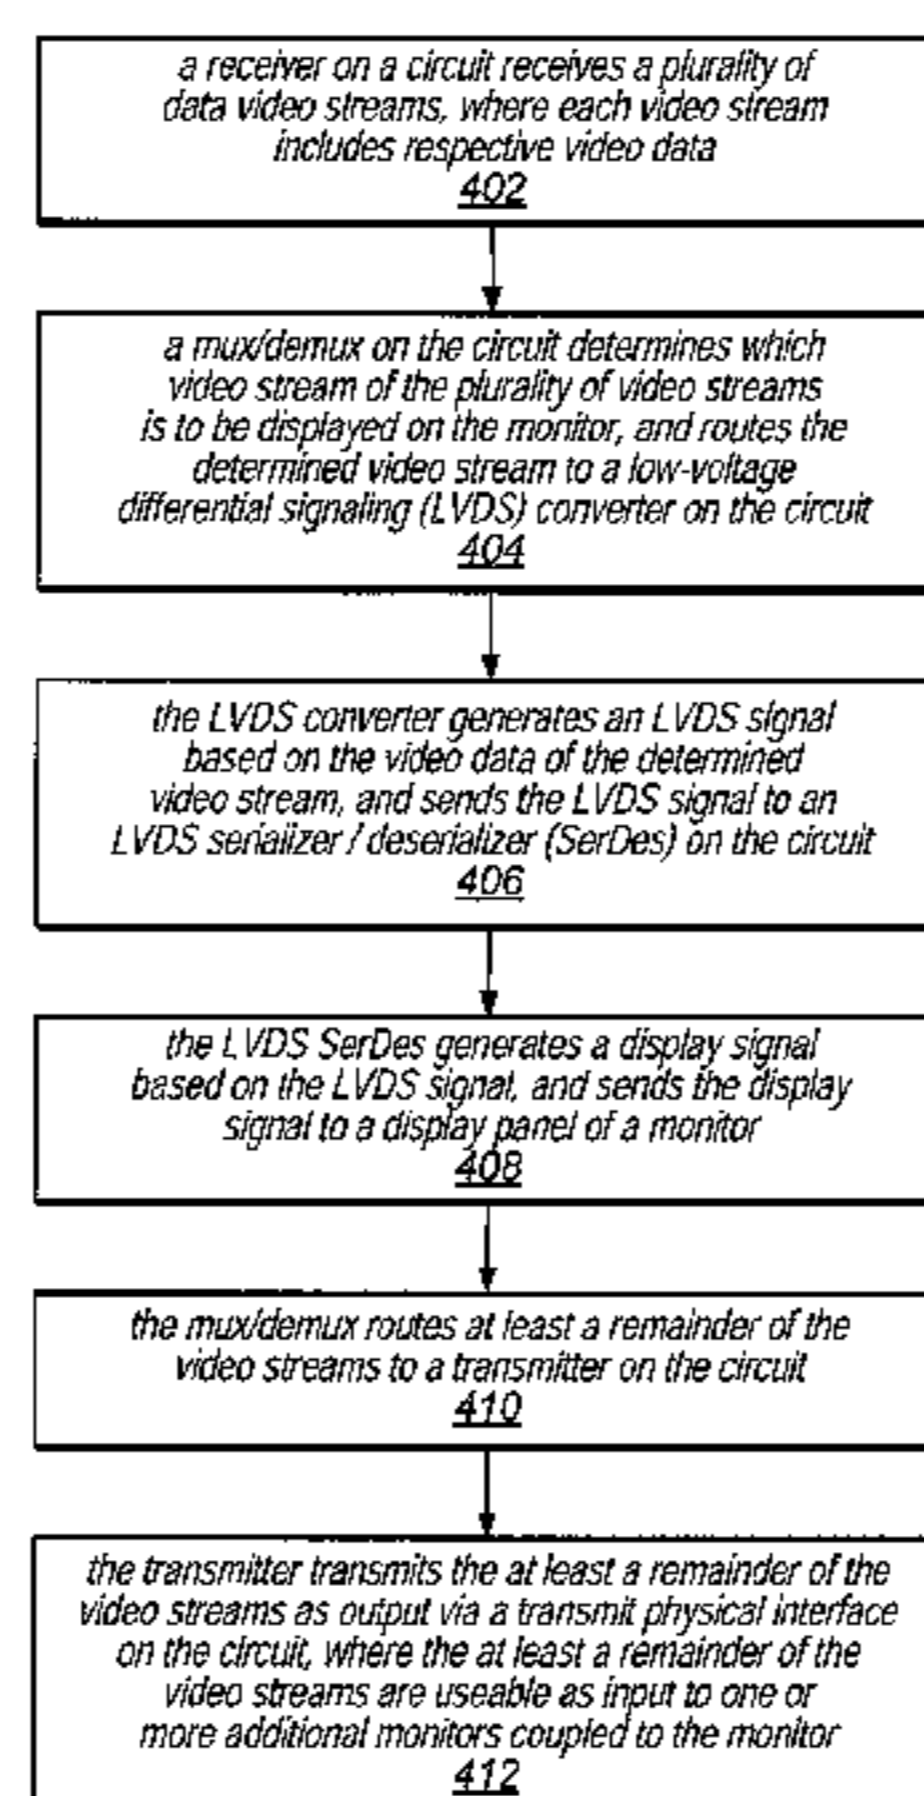 a receiver on a circuit receives a plurality of
data video streams, where each video stream
includes respective video data
402
a mux/demux on the circuit determines which
video stream of the plurality of video streams
is to be displayed on the monitor, and routes the
determined video stream to a low-voltage
differential signaling (LVDS) converter on the circuit
404
the LVDS converter generates an LVDS signal
based on the video data of the determined
video stream, and sends the LVDS signal to an
LVDS serializer / deserializer (SerDes) on the circuit
406
the LVDS SerDes generates a display signal
based on the LVDS signal, and sends the display
signal to a display panel of a monitor
408
the mux/demux routes at least a remainder of the
video streams to a transmitter on the circuit
410
the transmitter transmits the at least a remainder of the
video streams as output via a transmit physical interface
on the circuit, where the at least a remainder of the
video streams are useable as input to one or
more additional monitors coupled to the monitor
412